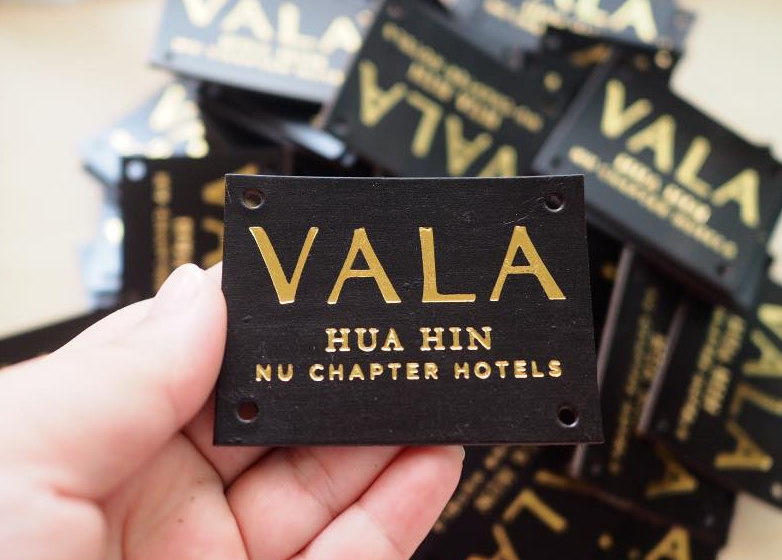 VALA
HUA HIN
NU CHAPTER HOTELS